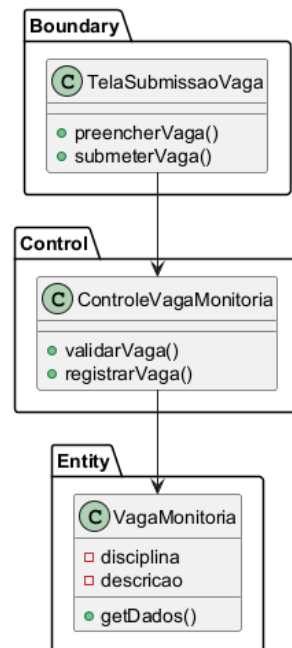 Boundary
C TelaSubmissaoVaga
preencherVaga()
submeterVaga()
Control
C ControleVagaMonitoria
validarVaga()
registrarVaga()
Entity
C VagaMonitoria
disciplina
descricao
getDados()